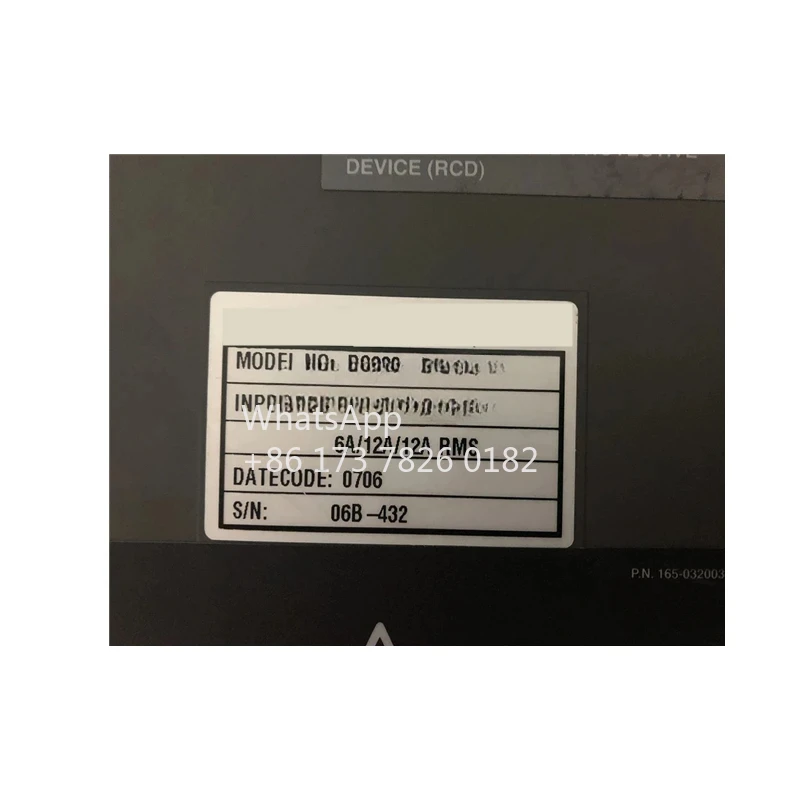 DEVICE (RCD)
MODEL NO:
WhatsApp
6A/12A/12A RMS
+86 173 7826 0182
DATECODE: 0706
S/N: 06B-432
P.N. 165-032003